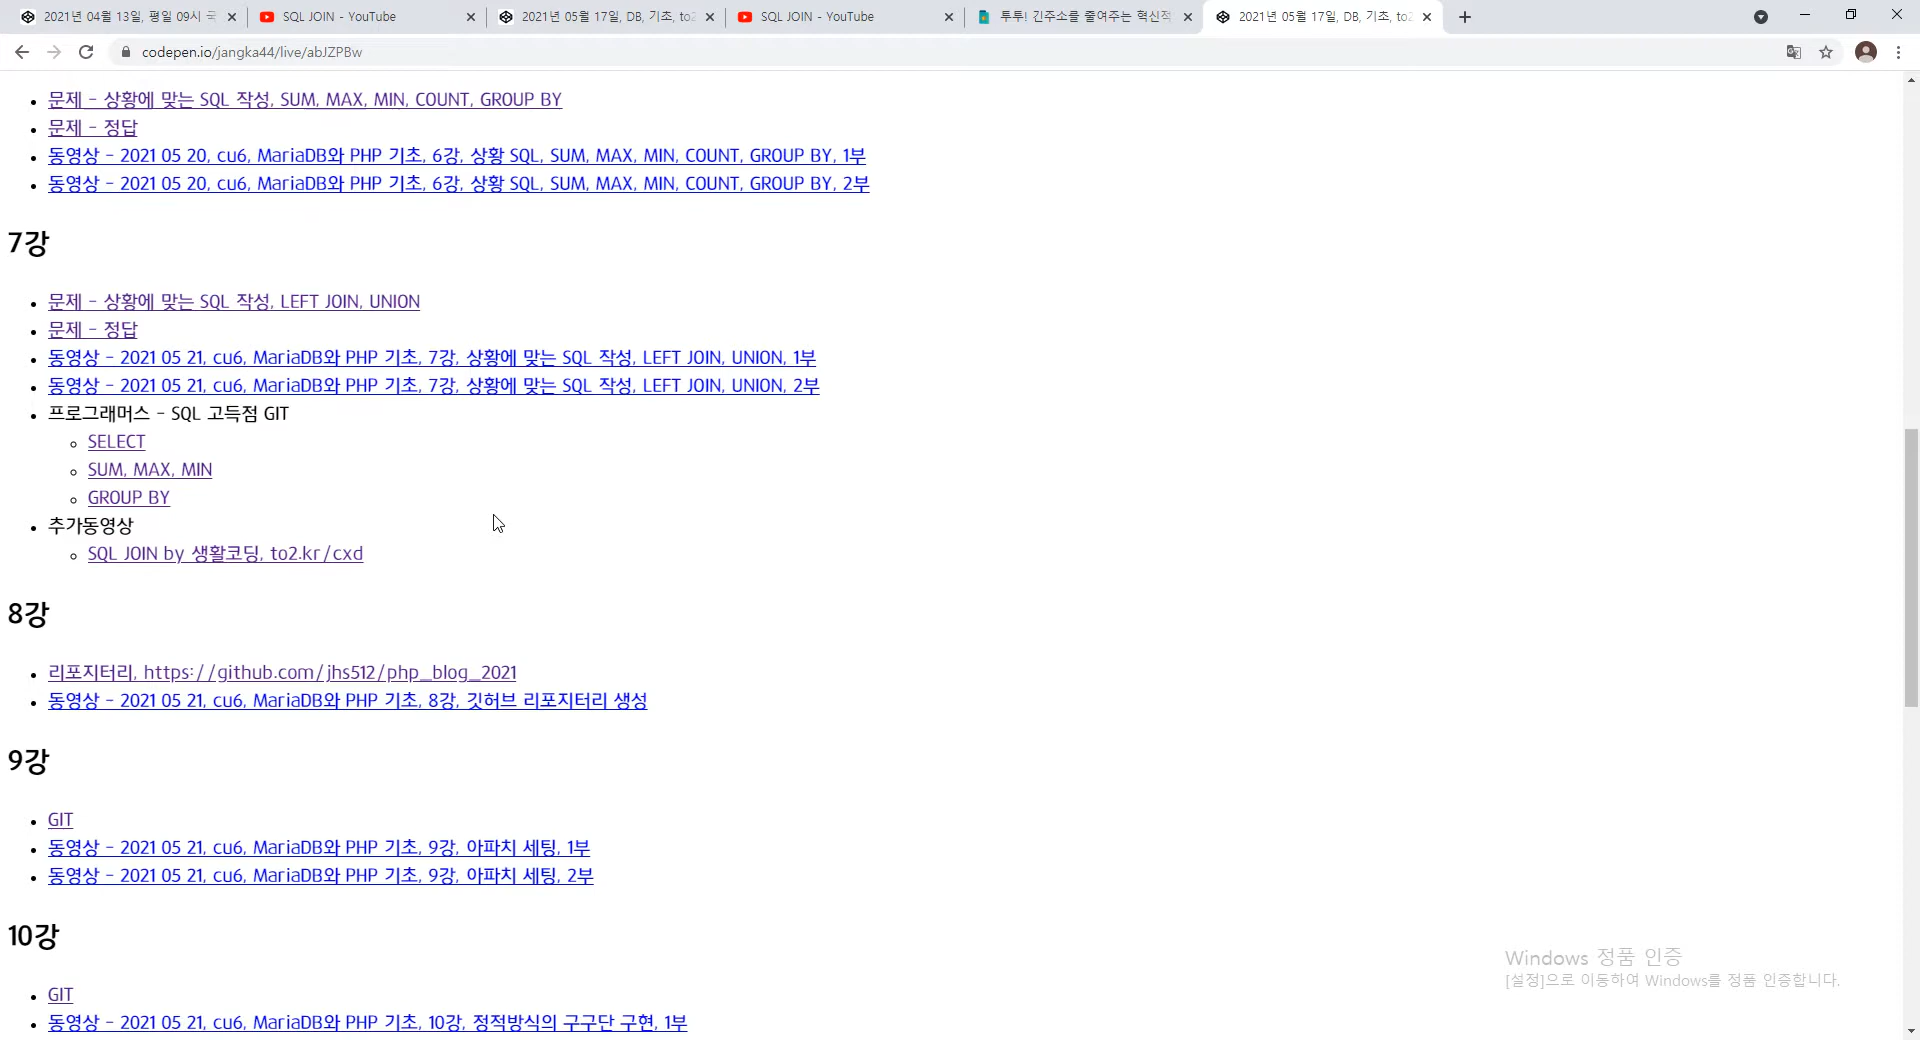 2021년 04월 13일, 평일 09시 국
SQL JOIN - YouTube
2021년 05월 17일, DB, 기초, to2
SQL JOIN - YouTube
투투! 긴주소를 줄여주는 혁신적
2021년 05월 17일, DB, 기초, to2
codepen.io/jangka44/live/abJZPBw
문제 - 상황에 맞는 SQL 작성, SUM, MAX, MIN, COUNT, GROUP BY
문제 - 정답
동영상 - 2021 05 20, cu6, MariaDB와 PHP 기초, 6강, 상황 SQL, SUM, MAX, MIN, COUNT, GROUP BY, 1부
동영상 - 2021 05 20, cu6, MariaDB와 PHP 기초, 6강, 상황 SQL, SUM, MAX, MIN, COUNT, GROUP BY, 2부
7강
문제 - 상황에 맞는 SQL 작성, LEFT JOIN, UNION
문제 - 정답
동영상 - 2021 05 21, cu6, MariaDB와 PHP 기초, 7강, 상황에 맞는 SQL 작성, LEFT JOIN, UNION, 1부
동영상 - 2021 05 21, cu6, MariaDB와 PHP 기초, 7강, 상황에 맞는 SQL 작성, LEFT JOIN, UNION, 2부
프로그래머스 - SQL 고득점 GIT
SELECT
SUM, MAX, MIN
GROUP BY
추가동영상
SQL JOIN by 생활코딩, to2.kr/cxd
8강
리포지터리, https://github.com/jhs512/php_blog_2021
동영상 - 2021 05 21, cu6, MariaDB와 PHP 기초, 8강, 깃허브 리포지터리 생성
9강
GIT
동영상 - 2021 05 21, cu6, MariaDB와 PHP 기초, 9강, 아파치 세팅, 1부
동영상 - 2021 05 21, cu6, MariaDB와 PHP 기초, 9강, 아파치 세팅, 2부
10강
Windows 정품 인증
[설정]으로 이동하여 Windows를 정품 인증합니다.
GIT
동영상 - 2021 05 21, cu6, MariaDB와 PHP 기초, 10강, 정적방식의 구구단 구현, 1부